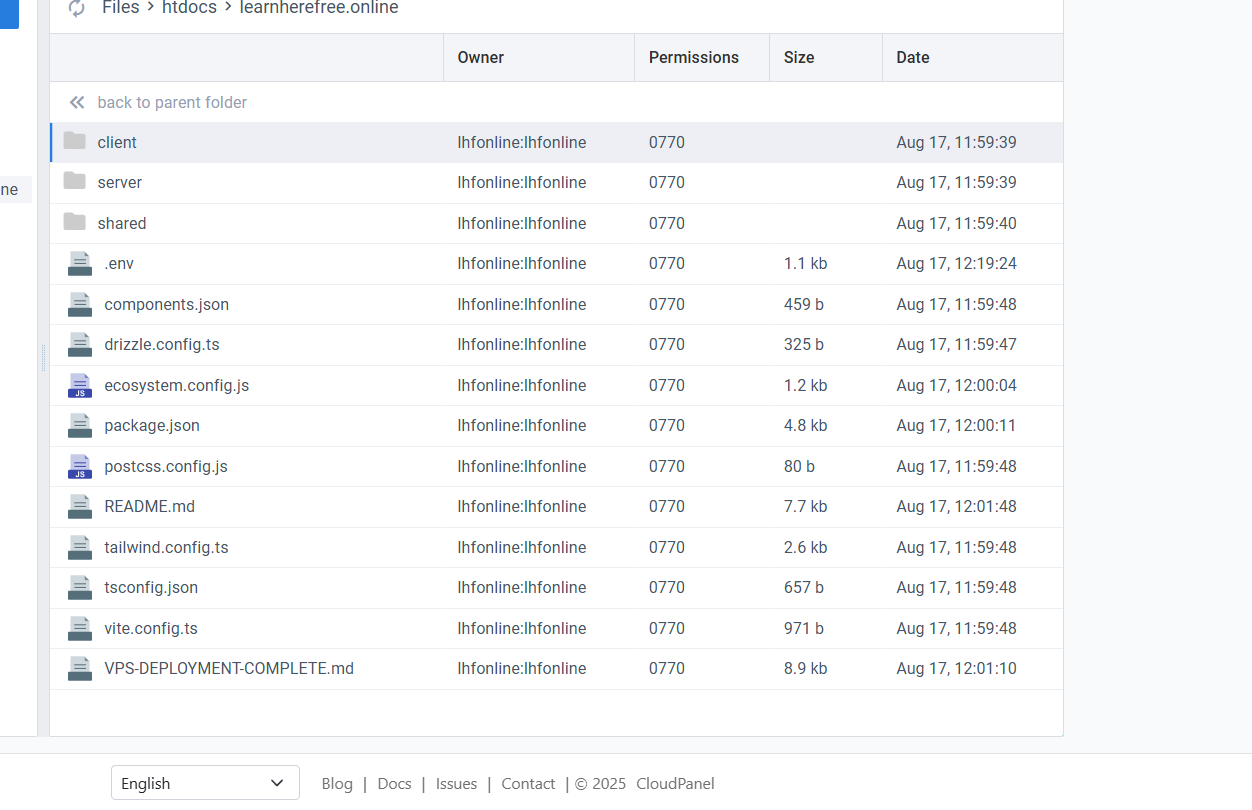 Files > htdocs > learnherefree.online
Owner Permissions Size Date
back to parent folder
client lhfonline:lhfonline 0770 Aug 17, 11:59:39
ne
server lhfonline:lhfonline 0770 Aug 17, 11:59:39
shared lhfonline:lhfonline 0770 Aug 17, 11:59:40
.env lhfonline:lhfonline 0770 1.1 kb Aug 17, 12:19:24
components.json lhfonline:lhfonline 0770 459 b Aug 17, 11:59:48
drizzle.config.ts lhfonline:lhfonline 0770 325 b Aug 17, 11:59:47
JS ecosystem.config.js lhfonline:lhfonline 0770 1.2 kb Aug 17, 12:00:04
package.json lhfonline:lhfonline 0770 4.8 kb Aug 17, 12:00:11
JS postcss.config.js lhfonline:lhfonline 0770 80 b Aug 17, 11:59:48
README.md lhfonline:lhfonline 0770 7.7 kb Aug 17, 12:01:48
tailwind.config.ts lhfonline:lhfonline 0770 2.6 kb Aug 17, 11:59:48
tsconfig.json lhfonline:lhfonline 0770 657 b Aug 17, 11:59:48
vite.config.ts lhfonline:lhfonline 0770 971 b Aug 17, 11:59:48
VPS-DEPLOYMENT-COMPLETE.md lhfonline:lhfonline 0770 8.9 kb Aug 17, 12:01:10
English Blog | Docs | Issues | Contact | © 2025 CloudPanel